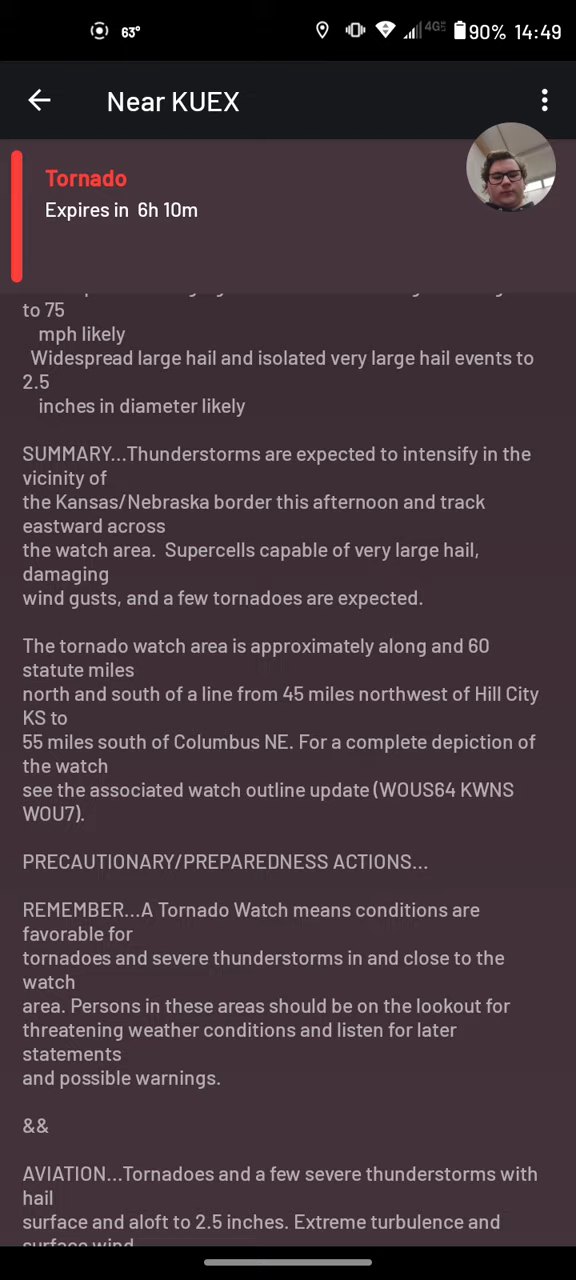 63°
4G
90% 14:49
Near KUEX
Tornado
Expires in 6h 10m
to 75
mph likely
Widespread large hail and isolated very large hail events to
2.5
inches in diameter likely
SUMMARY...Thunderstorms are expected to intensify in the
vicinity of
the Kansas/Nebraska border this afternoon and track
eastward across
the watch area. Supercells capable of very large hail,
damaging
wind gusts, and a few tornadoes are expected.
The tornado watch area is approximately along and 60
statute miles
north and south of a line from 45 miles northwest of Hill City
KS to
55 miles south of Columbus NE. For a complete depiction of
the watch
see the associated watch outline update (WOUS64 KWNS
WOU7).
PRECAUTIONARY/PREPAREDNESS ACTIONS...
REMEMBER...A Tornado Watch means conditions are
favorable for
tornadoes and severe thunderstorms in and close to the
watch
area. Persons in these areas should be on the lookout for
threatening weather conditions and listen for later
statements
and possible warnings.
&&
AVIATION...Tornadoes and a few severe thunderstorms with
hail
surface and aloft to 2.5 inches. Extreme turbulence and
surface wind